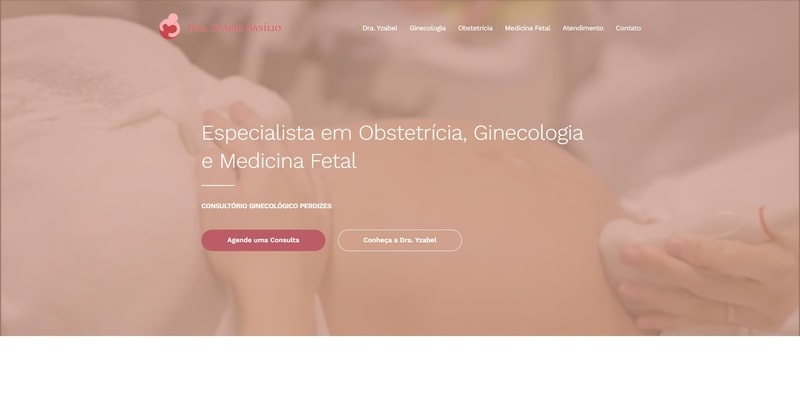 Dra. Yzabel Basílio
Dra. Yzabel
Ginecologia
Obstetrícia
Medicina Fetal
Atendimento
Contato
Especialista em Obstetrícia, Ginecologia
e Medicina Fetal
CONSULTÓRIO GINECOLÓGICO PERDIZES
Agende uma Consulta
Conheça a Dra. Yzabel